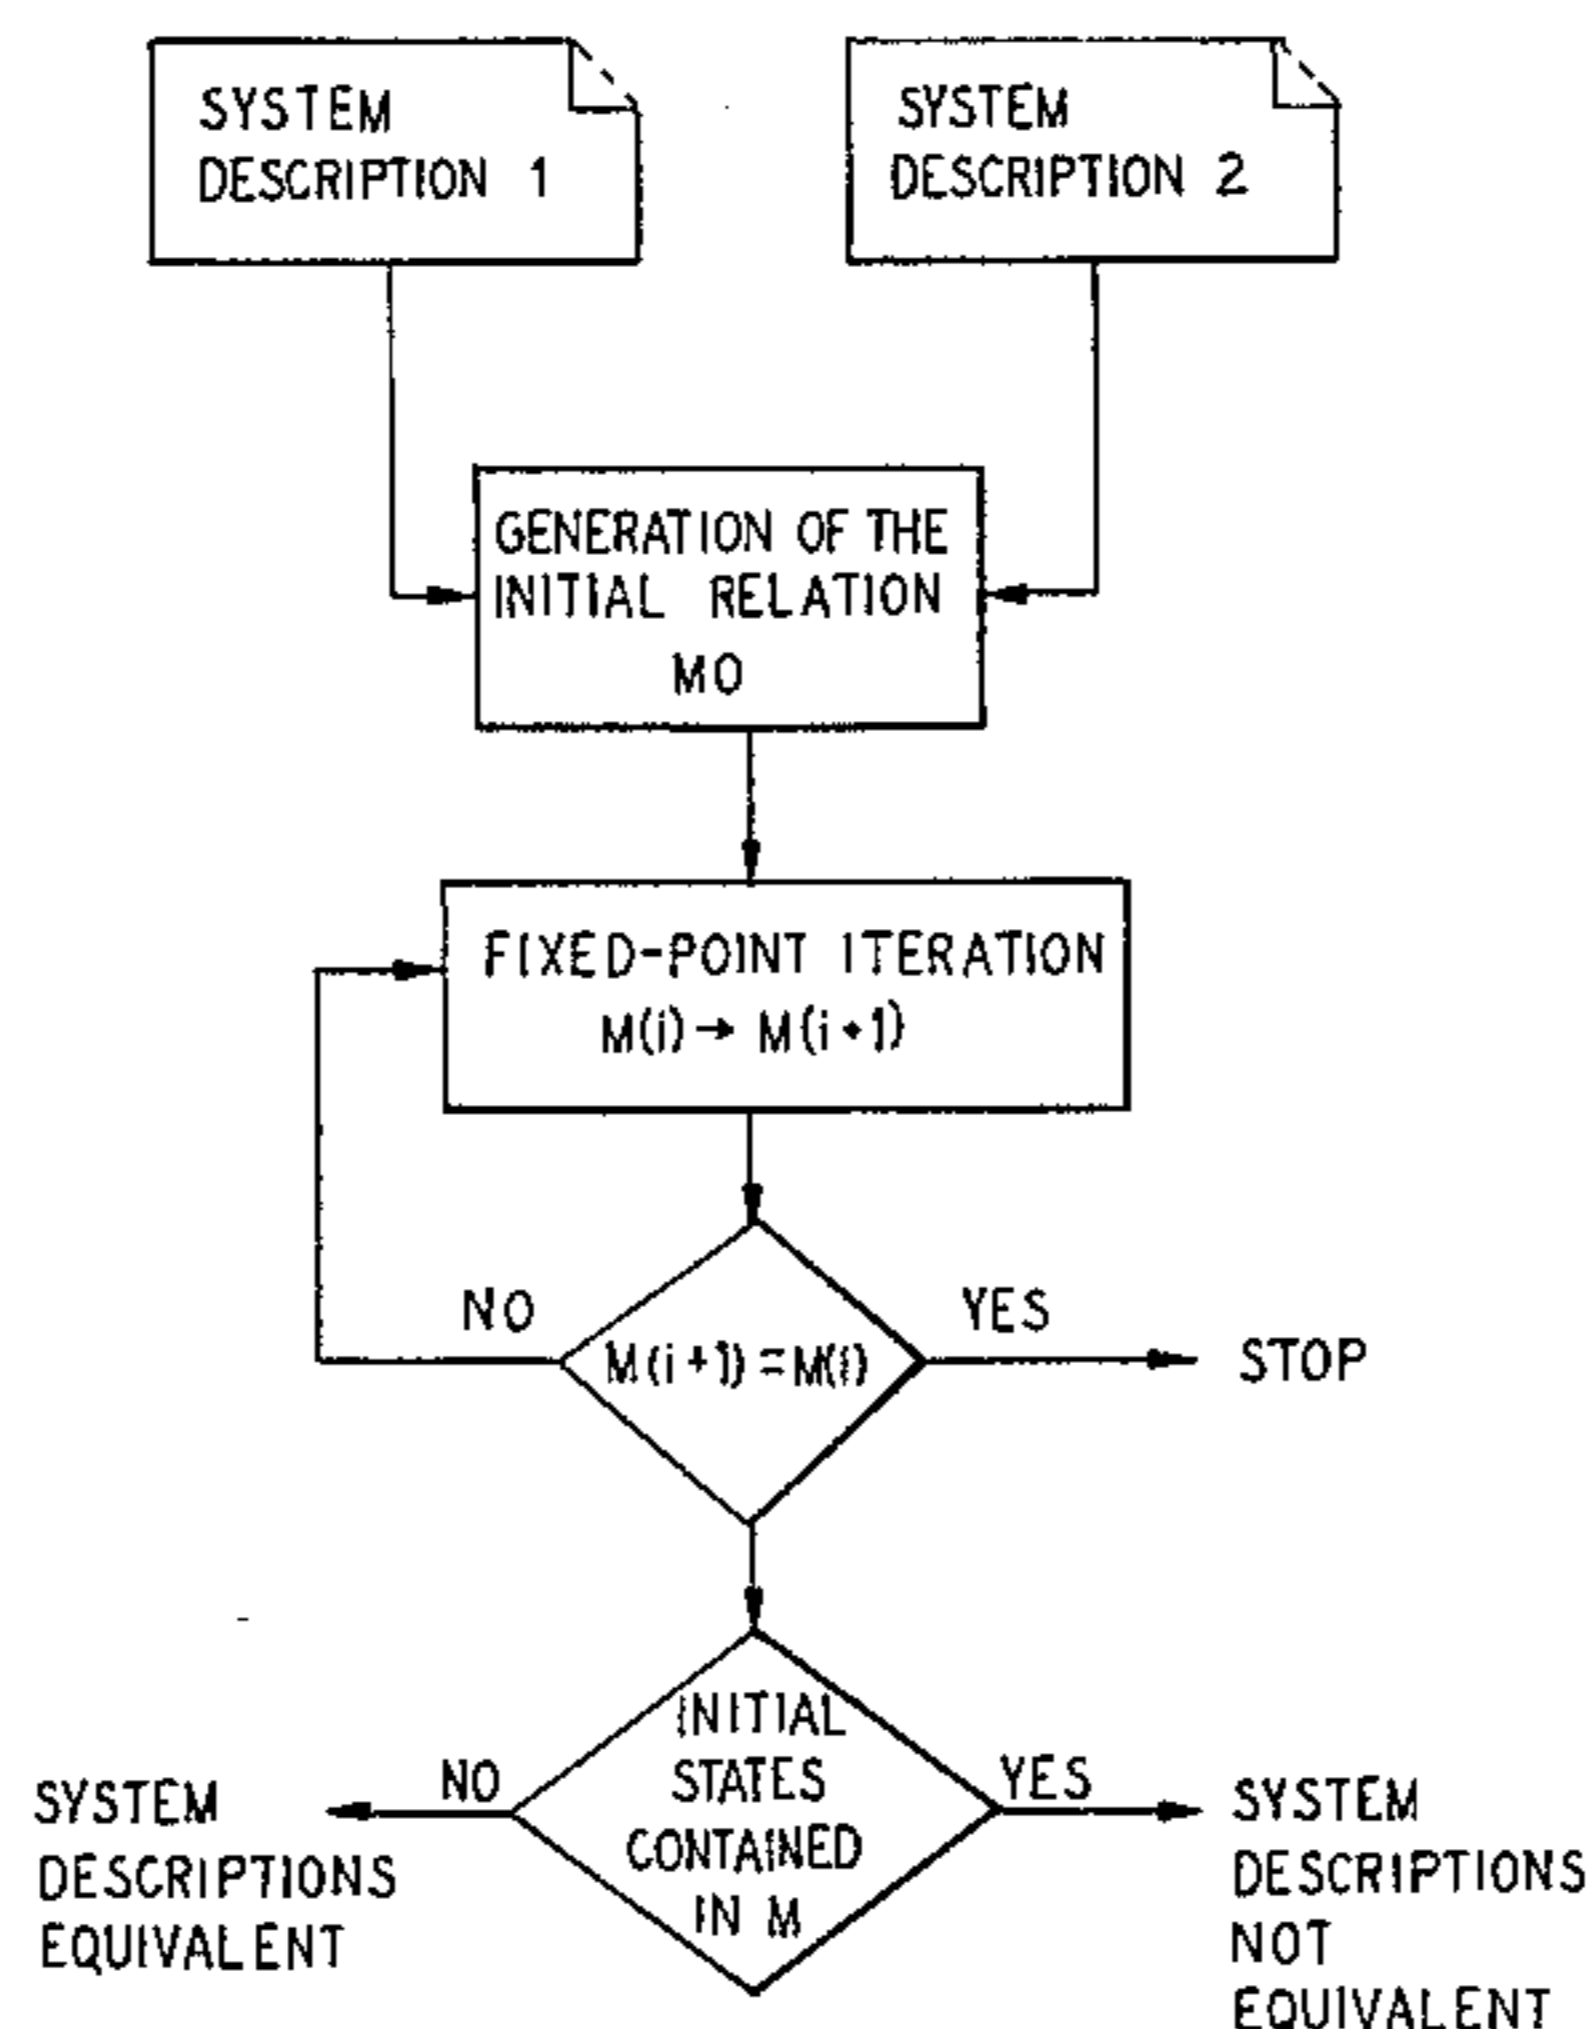 SYSTEM
DESCRIPTION 1
SYSTEM
DESCRIPTION 2
GENERATION OF THE
INITIAL RELATION
MO
FIXED-POINT ITERATION
M(i) → M(i+1)
NO
YES
M(i+1) = M(i)
STOP
INITIAL
STATES
CONTAINED
IN M
NO
YES
SYSTEM
DESCRIPTIONS
EQUIVALENT
SYSTEM
DESCRIPTIONS
NOT
EQUIVALENT